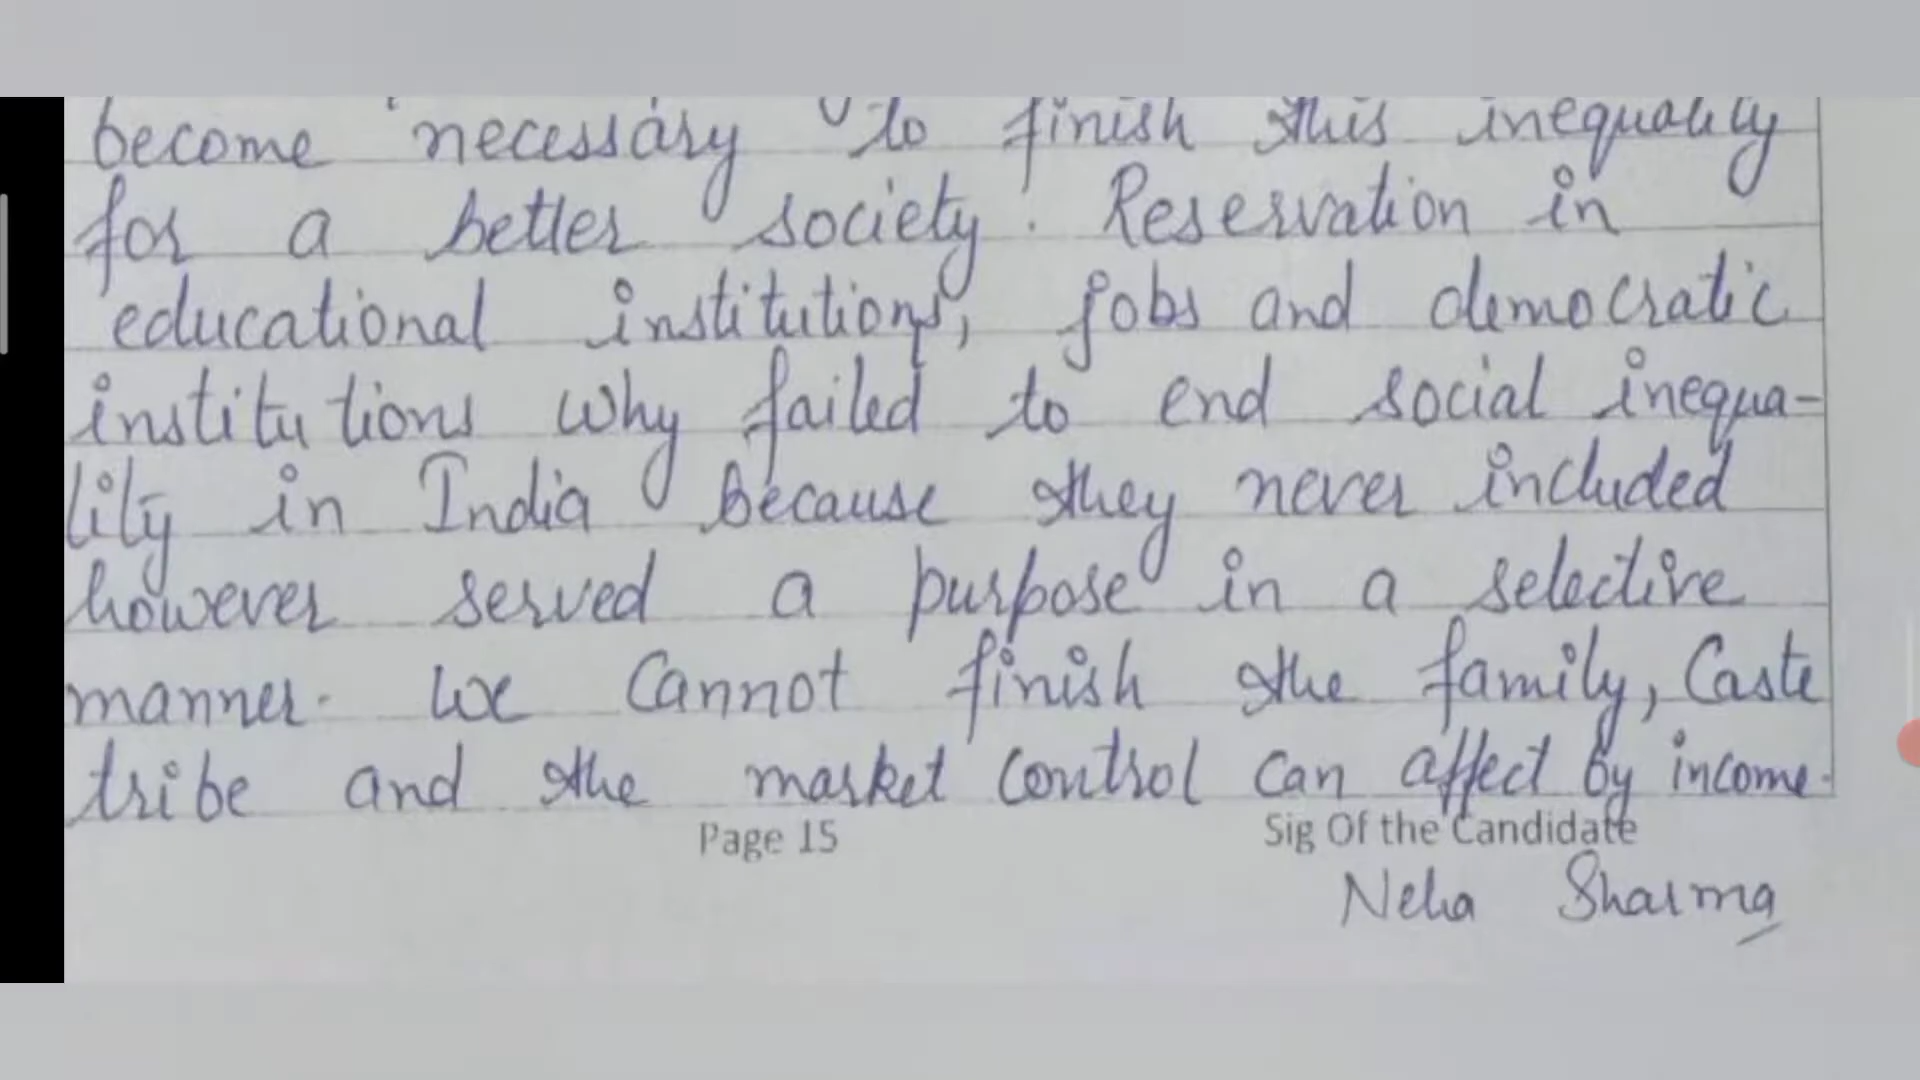 become necessary to finish this inequality
for a better society. Reservation in
educational institutions, jobs and democratic
institutions why failed to end social inequa-
lity in India because they never included
however served a purpose in a selective
manner. We Cannot finish the family, Caste
tribe and the market control can affect by income.
Page 15
Sig Of the Candidate
Neha Sharma